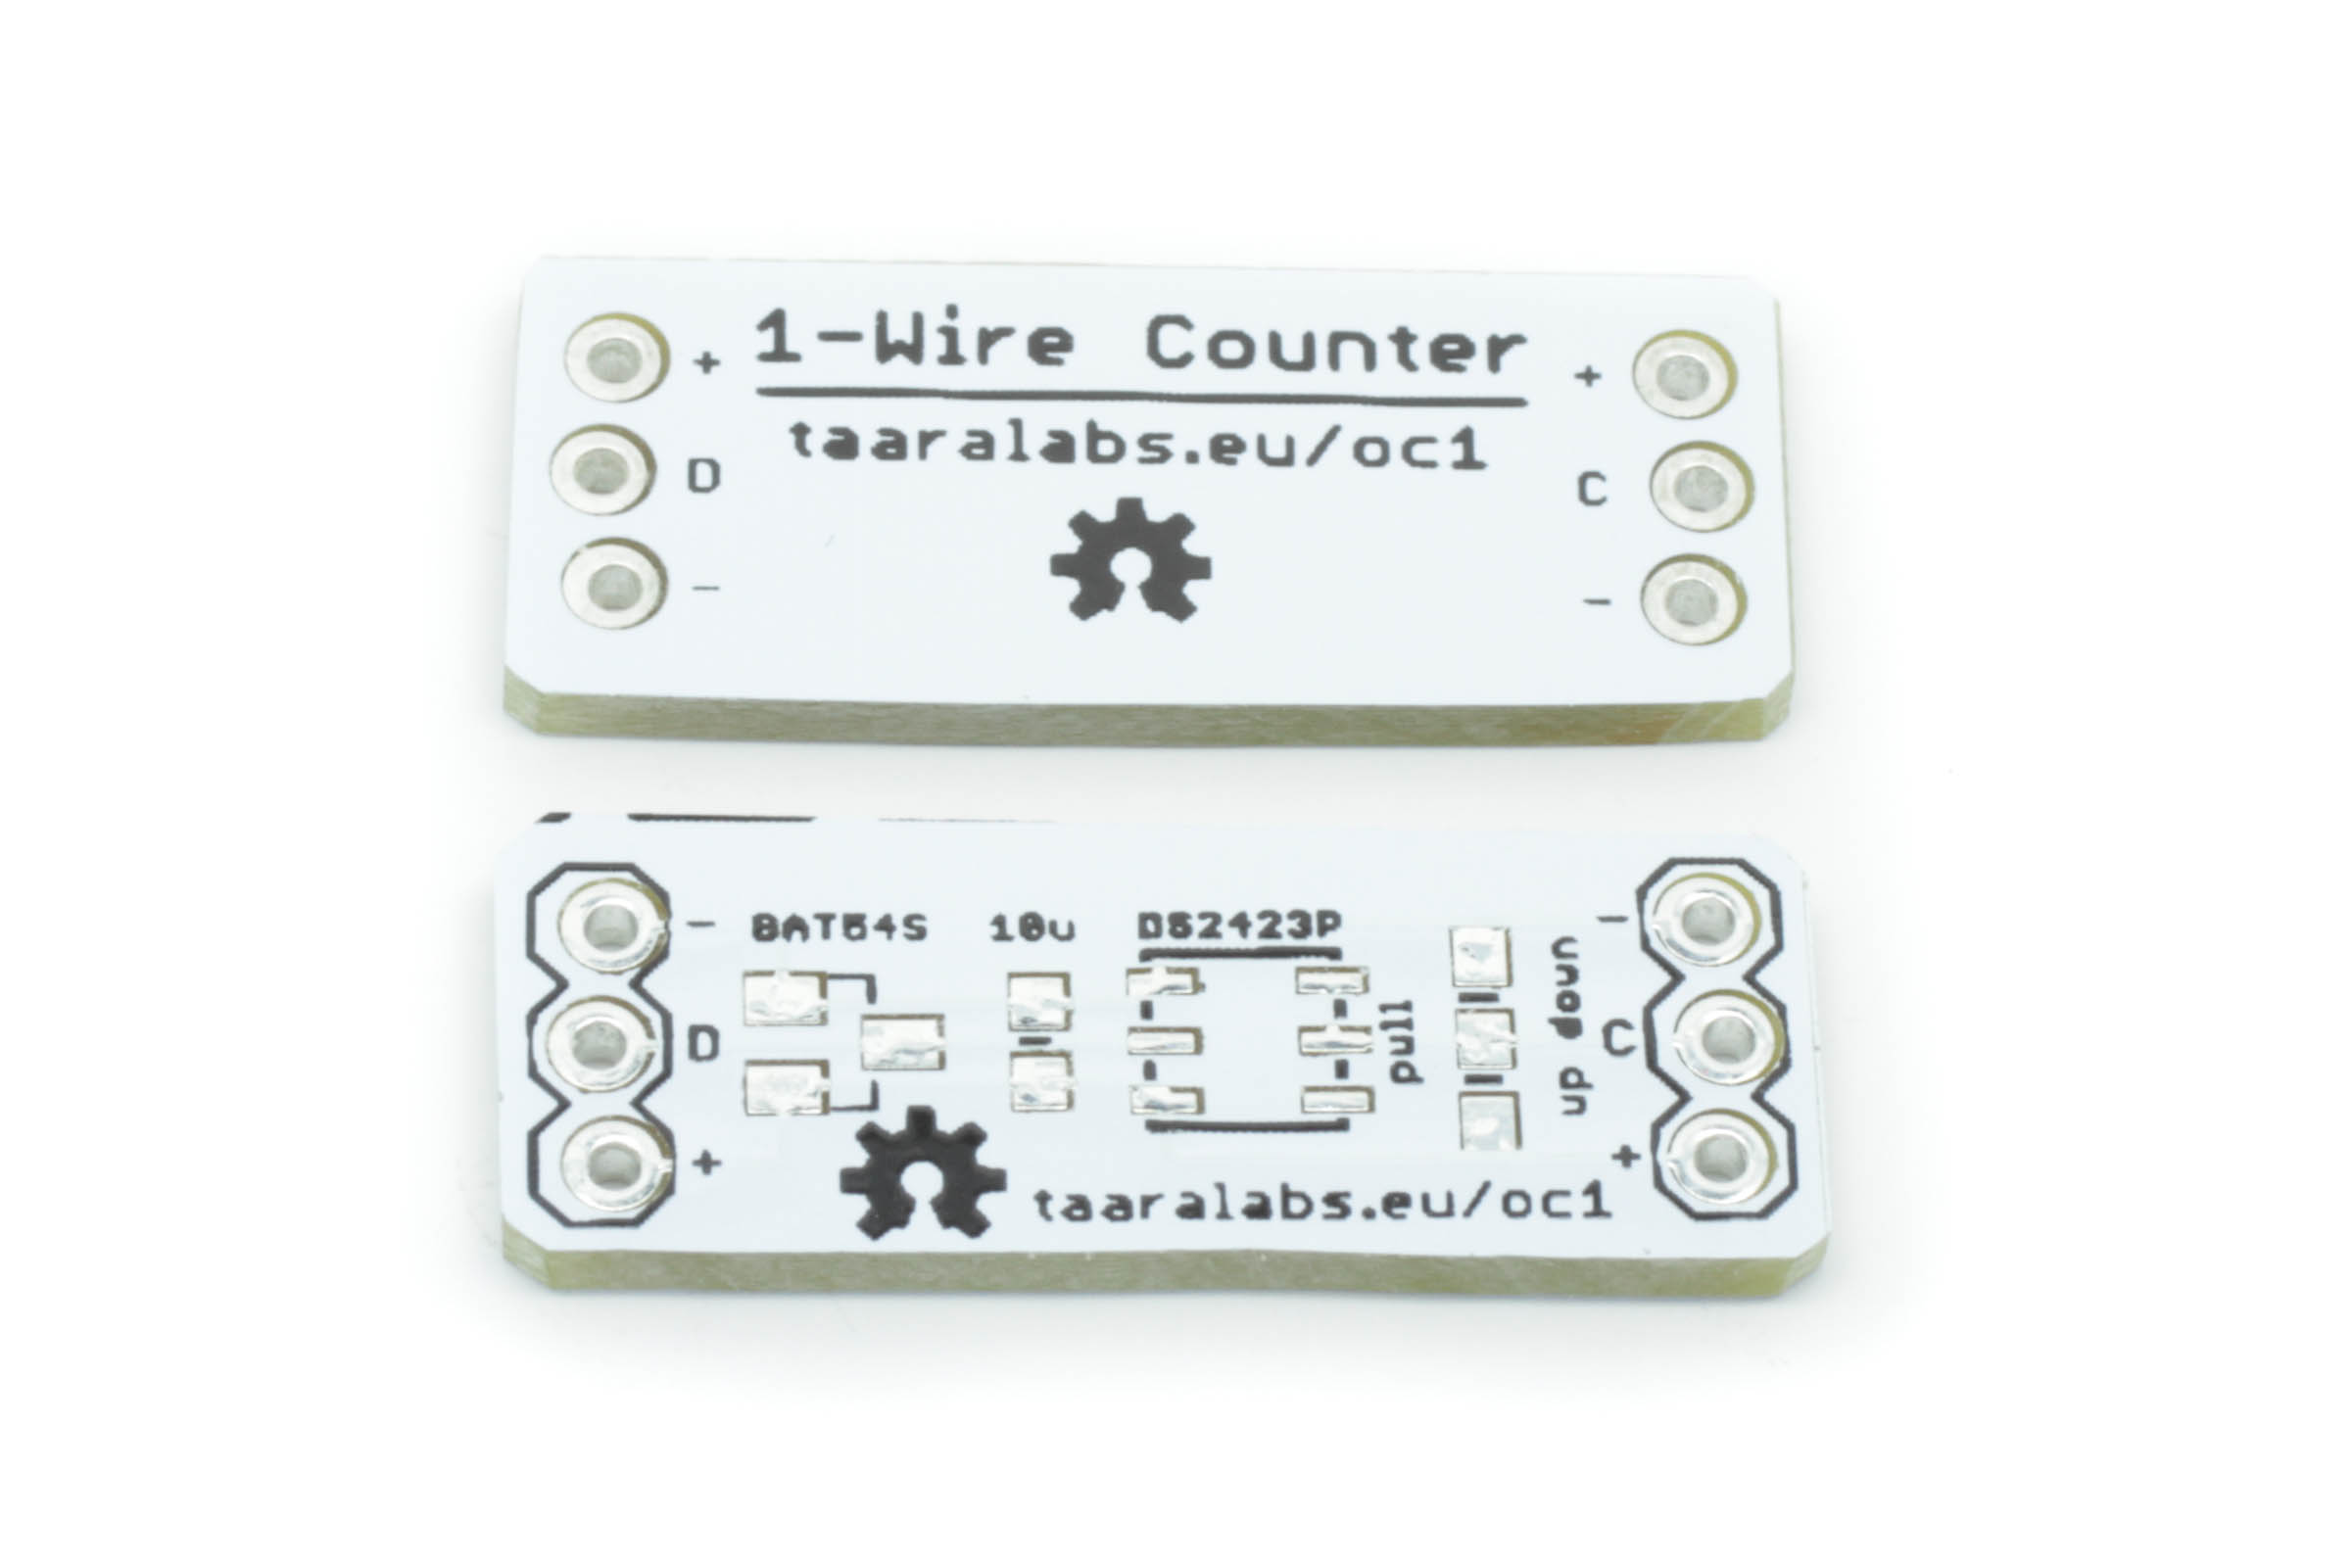 + 1-Wire Counter +
taaralabs.eu/oc1
D C
- -
- BAT54S 10u DS2423P -
D pull up down C
+ +
taaralabs.eu/oc1